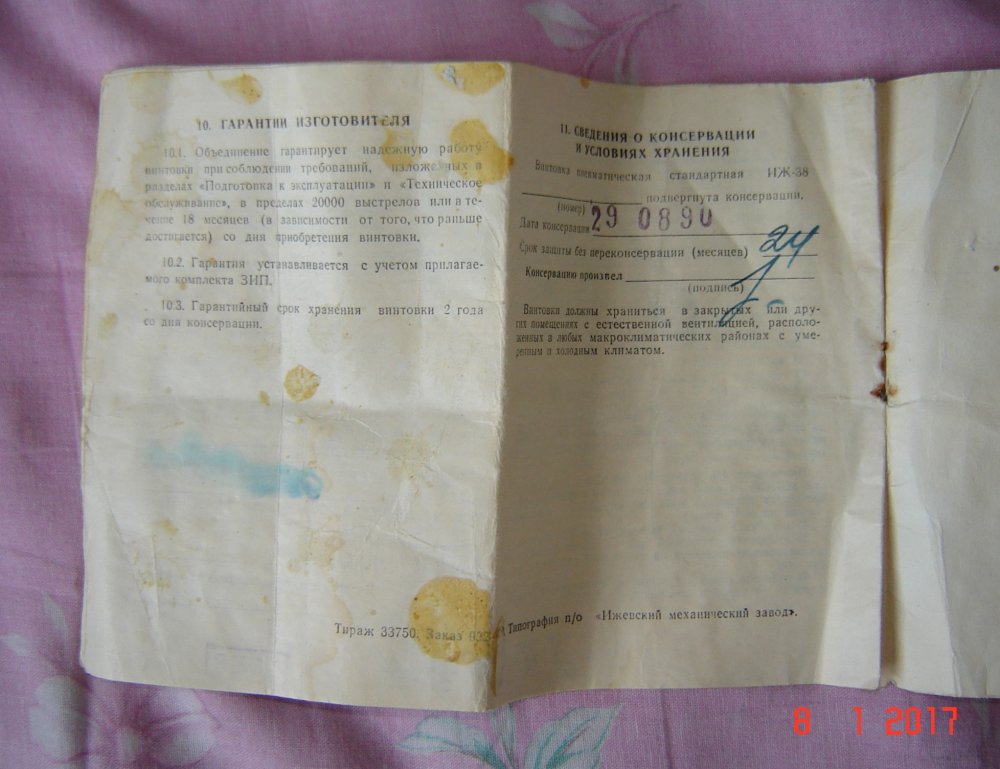 10. ГАРАНТИИ ИЗГОТОВИТЕЛЯ
10.1. Объединение гарантирует надежную работу
винтовки при соблюдении требований, изложенных в
разделах «Подготовка к эксплуатации» и «Техническое
обслуживание», в пределах 20000 выстрелов или в те-
чение 18 месяцев (в зависимости от того, что раньше
достигается) со дня приобретения винтовки.
10.2. Гарантия устанавливается с учетом прилагае-
мого комплекта ЗИП.
10.3. Гарантийный срок хранения винтовки 2 года
со дня консервации.
Тираж 33750. Заказ
11. СВЕДЕНИЯ О КОНСЕРВАЦИИ
И УСЛОВИЯХ ХРАНЕНИЯ
Винтовка пневматическая стандартная ИЖ-38
подвергнута консервации.
(номер)
Дата консервации 29 0890
Срок защиты без переконсервации (месяцев) 24
Консервацию произвел
(подпись)
Винтовки должны храниться в закрытых или дру-
гих помещениях с естественной вентиляцией, располо-
женных в любых макроклиматических районах с уме-
ренным и холодным климатом.
Типография п/о «Ижевский механический завод».
8 1 2017